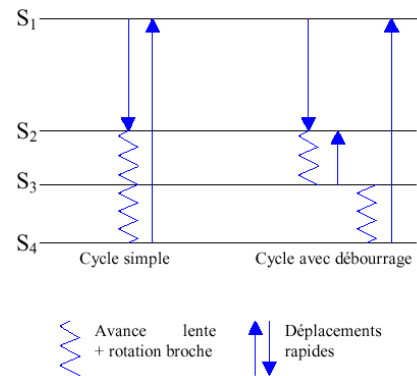 S1
S2
S3
S4
Cycle simple
Cycle avec débourrage
Avance lente
+ rotation broche
Déplacements
rapides